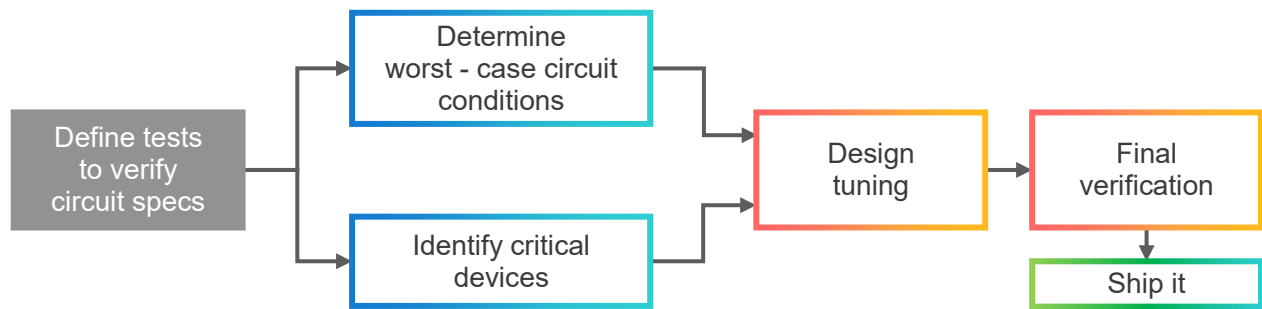 Define tests
to verify
circuit specs
Determine
worst - case circuit
conditions
Identify critical
devices
Design
tuning
Final
verification
Ship it